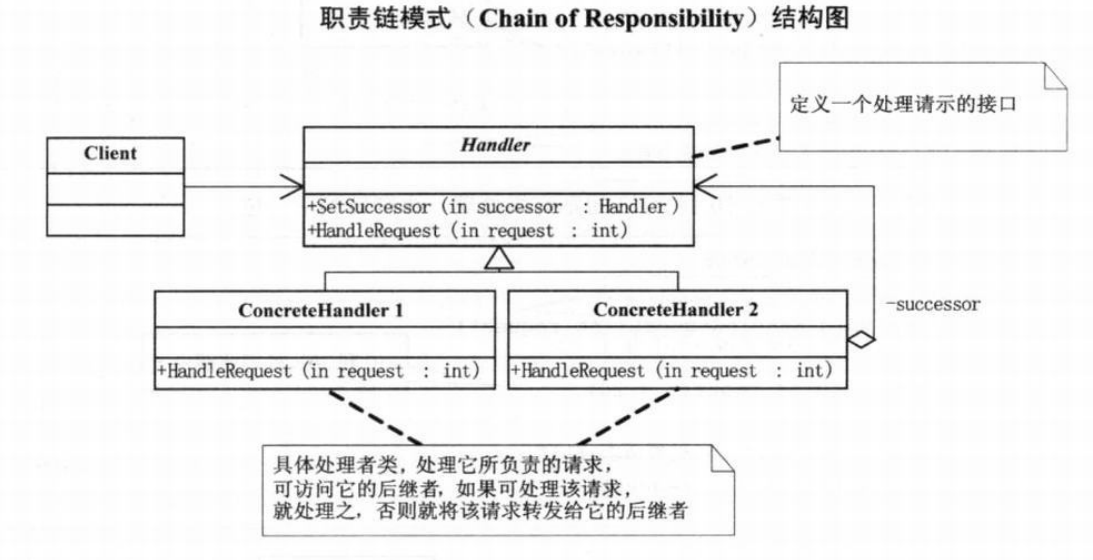 职责链模式（Chain of Responsibility）结构图
定义一个处理请示的接口
Client
Handler
+SetSuccessor (in successor : Handler)
+HandleRequest (in request : int)
ConcreteHandler 1
+HandleRequest (in request : int)
ConcreteHandler 2
+HandleRequest (in request : int)
-successor
具体处理者类，处理它所负责的请求，
可访问它的后继者，如果可处理该请求，
就处理之，否则就将该请求转发给它的后继者